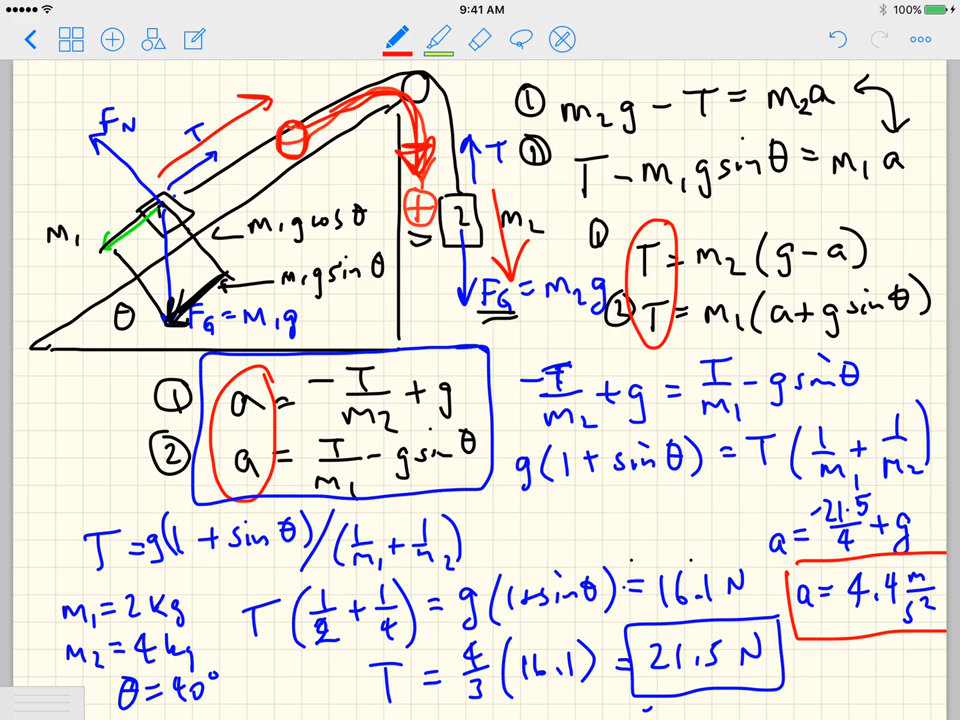 9:41 AM
100%
F_N
T
T
① m₂g − T = m₂a
② T − m₁g sin θ = m₁ a
+
2
m₂
m₁
m₁g cos θ
m₁g sin θ
θ
F_G = m₁g
F_G = m₂g
① T = m₂(g − a)
② T = m₁(a + g sin θ)
① a = −T/m₂ + g
② a = T/m₁ − g sin θ
−T/m₂ + g = T/m₁ − g sin θ
g(1 + sin θ) = T(1/m₁ + 1/m₂)
T = g(1 + sin θ)/(1/m₁ + 1/m₂)
a = −21.5/4 + g
a = 4.4 m/s²
m₁ = 2 Kg
m₂ = 4 kg
θ = 40°
T(1/2 + 1/4) = g(1+sin θ) = 16.1 N
T = 4/3 (16.1) = 21.5 N